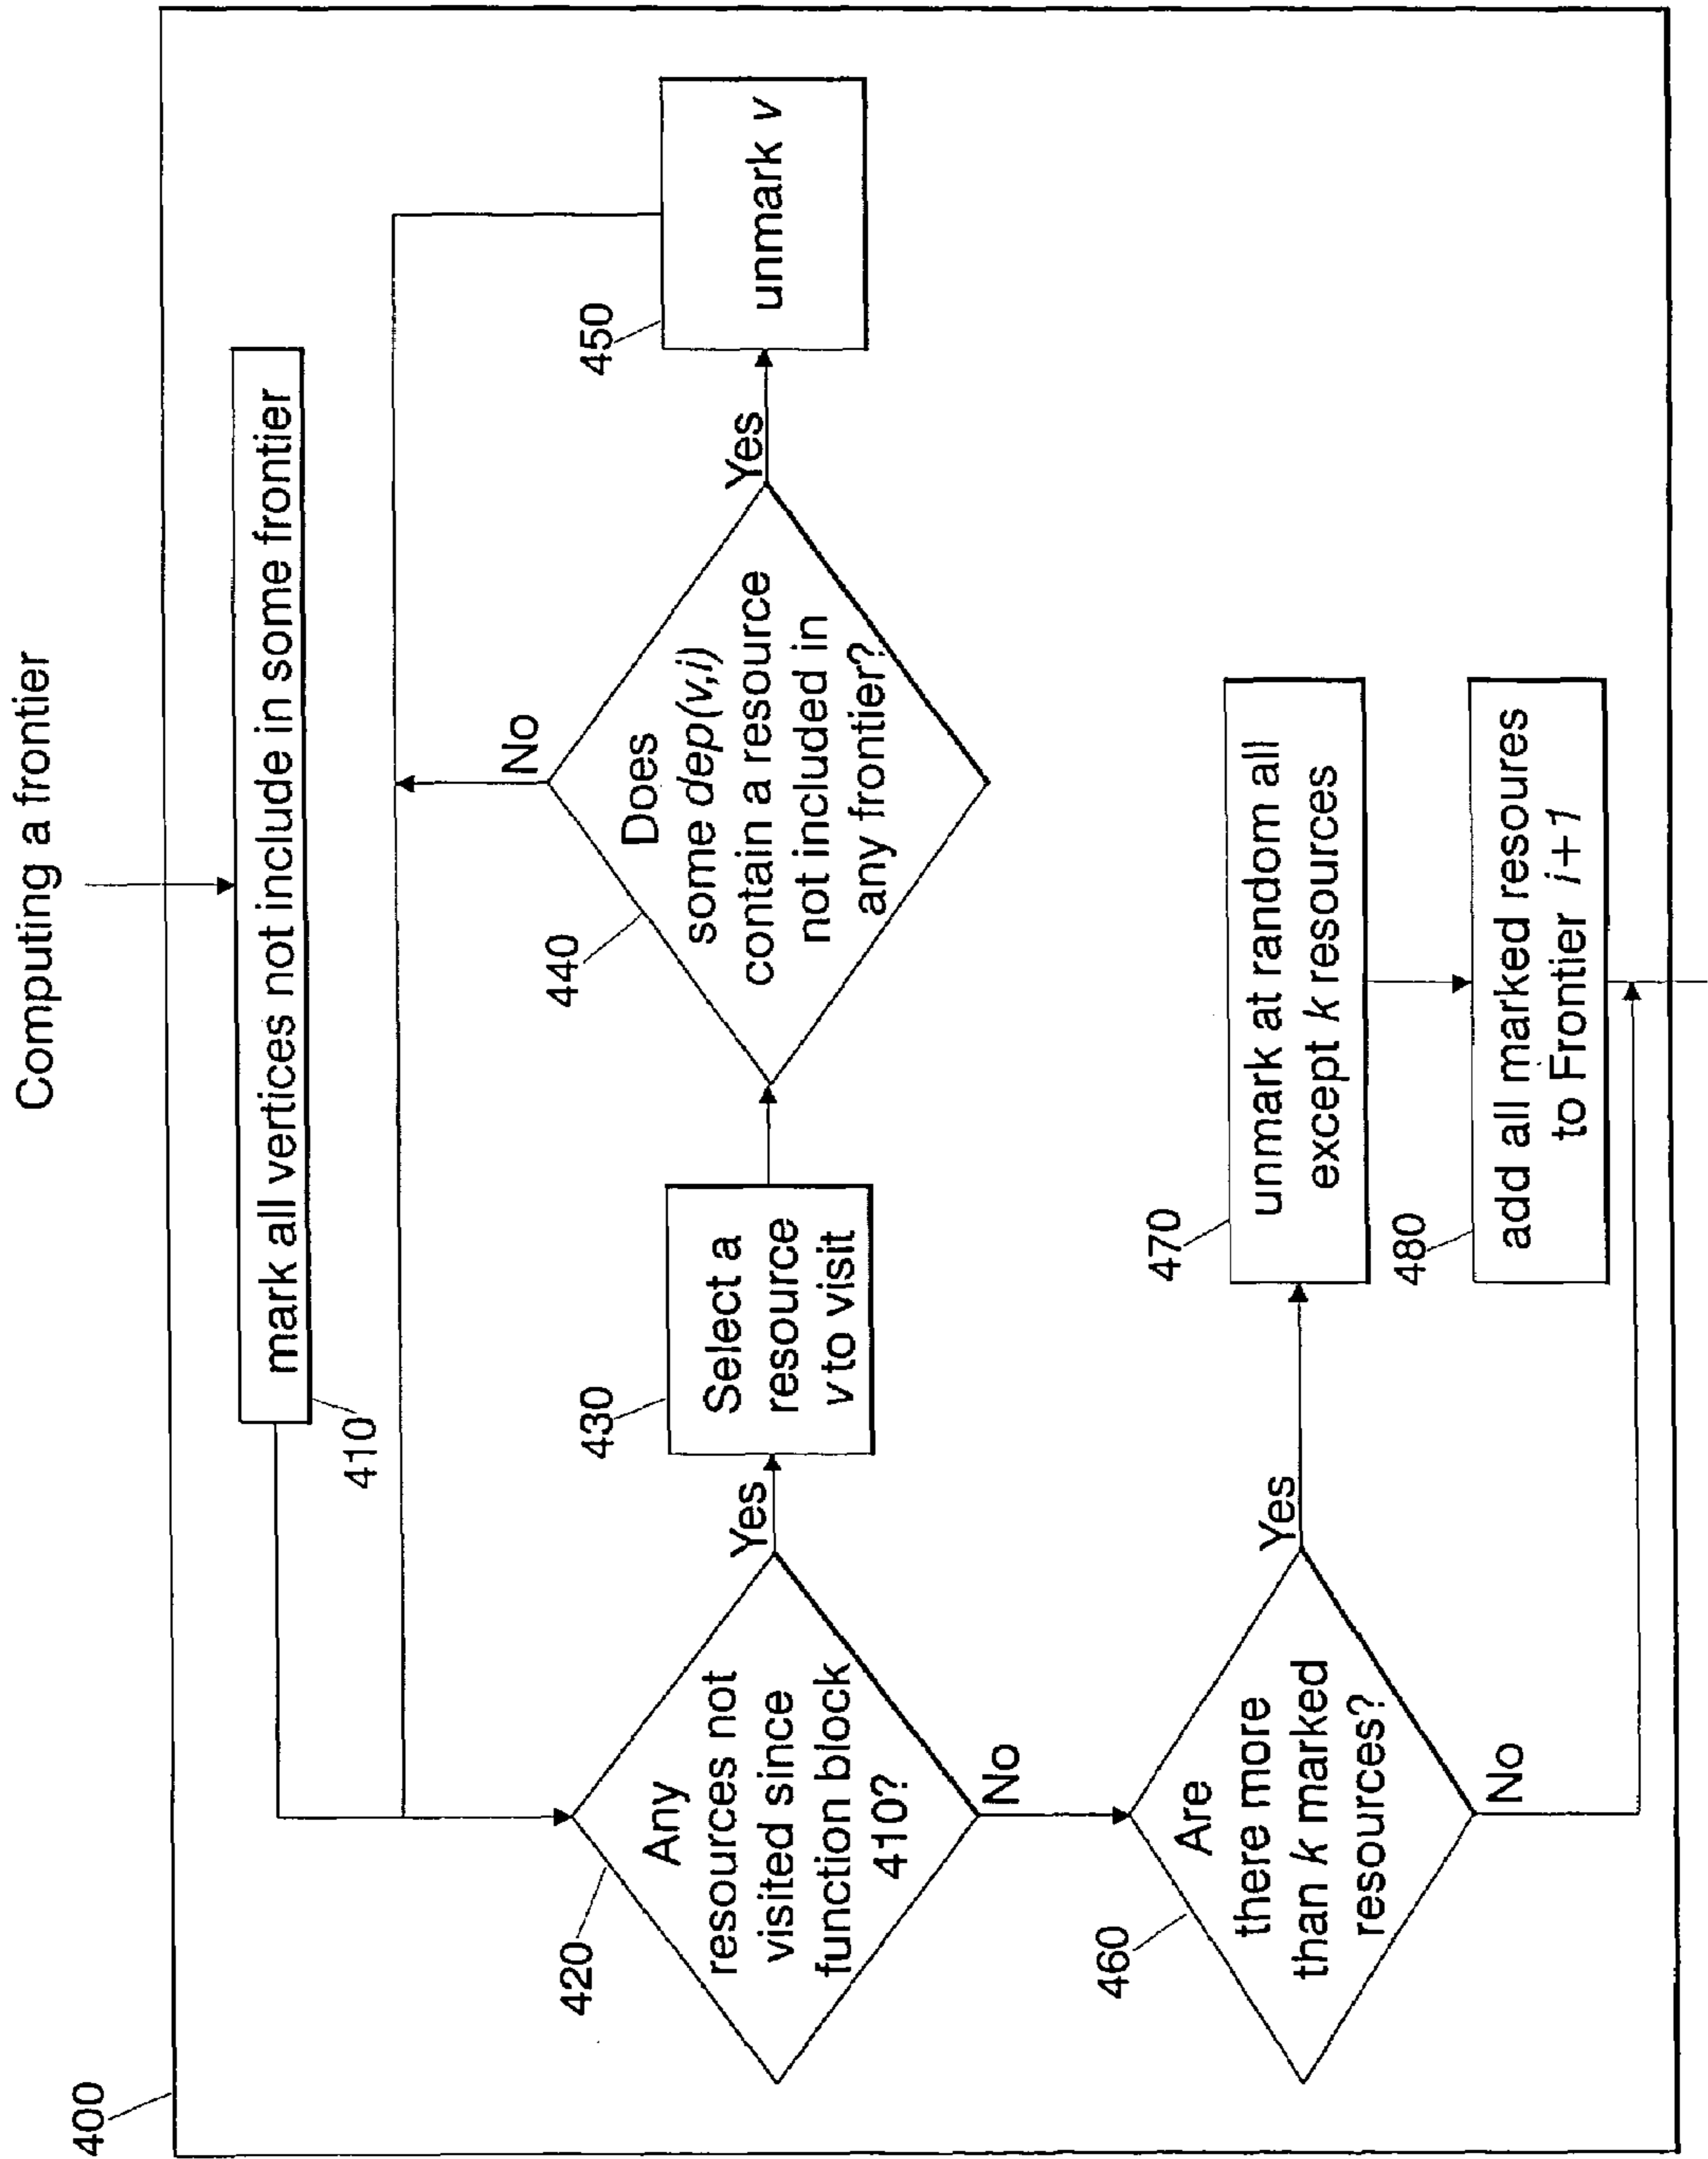 Computing a frontier
400
mark all vertices not include in some frontier
410
420
Any
resources not
visited since
function block
410?
Yes
No
430
Select a
resource
v to visit
440
Does
some dep(v,i)
contain a resource
not included in
any frontier?
No
Yes
450
unmark v
460
Are
there more
than k marked
resources?
Yes
No
470
unmark at random all
except k resources
480
add all marked resoures
to Frontier i+1